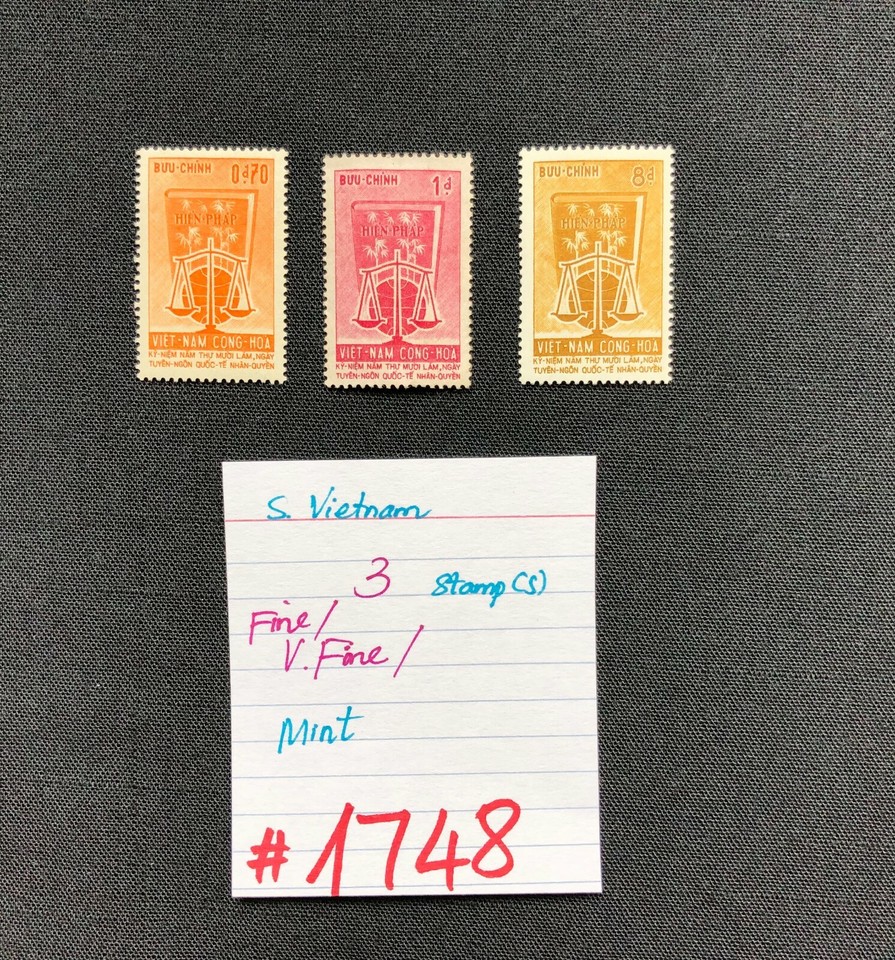 BƯU-CHÍNH 0đ.70
HIẾN-PHÁP
VIỆT-NAM CỘNG-HÒA
KỶ-NIỆM NĂM THỨ MƯỜI LĂM, NGÀY
TUYÊN-NGÔN QUỐC-TẾ NHÂN-QUYỀN
BƯU-CHÍNH 1đ
HIẾN-PHÁP
VIỆT-NAM CỘNG-HÒA
KỶ-NIỆM NĂM THỨ MƯỜI LĂM, NGÀY
TUYÊN-NGÔN QUỐC-TẾ NHÂN-QUYỀN
BƯU-CHÍNH 8đ
HIẾN-PHÁP
VIỆT-NAM CỘNG-HÒA
KỶ-NIỆM NĂM THỨ MƯỜI LĂM, NGÀY
TUYÊN-NGÔN QUỐC-TẾ NHÂN-QUYỀN
S. Vietnam
3 Stamp(s)
Fine/
V. Fine/
Mint
#1748